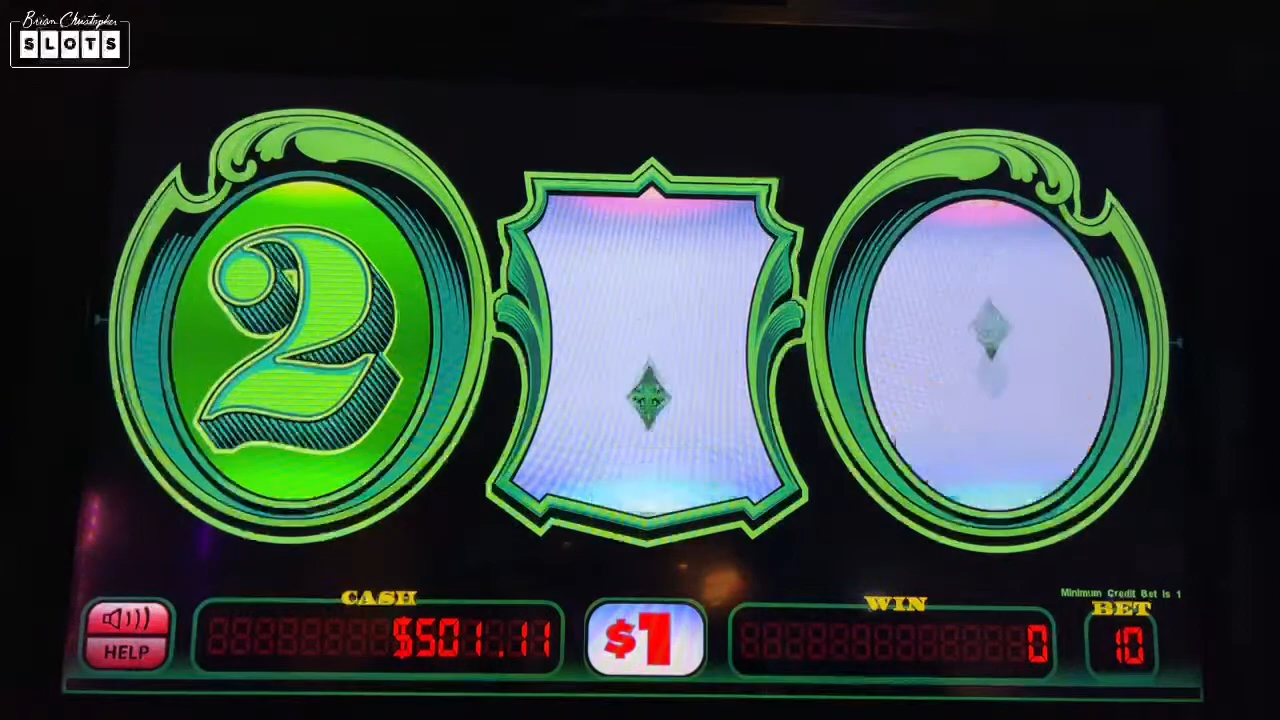 Brian Christopher
SLOTS
2
CASH
WIN
Minimum Credit Bet is 1
BET
HELP
$501.11
$1
0
10